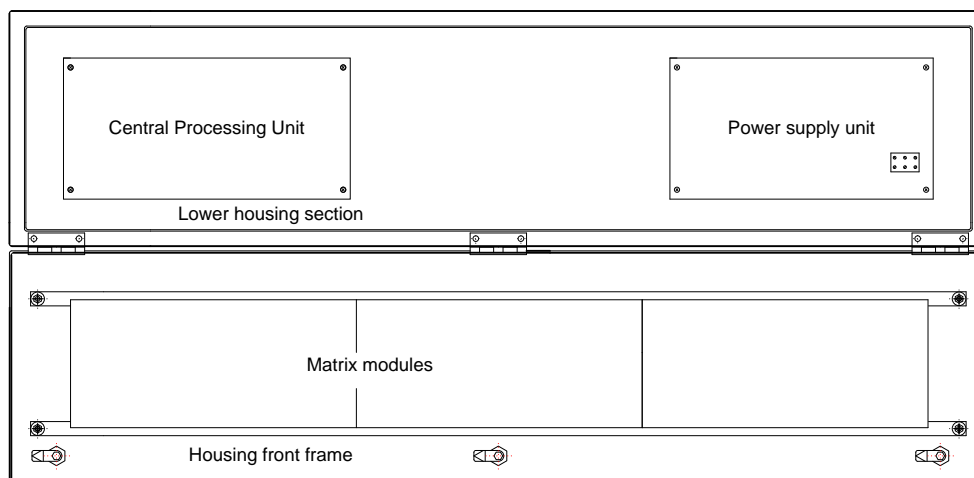 Central Processing Unit
Power supply unit
Lower housing section
Matrix modules
Housing front frame